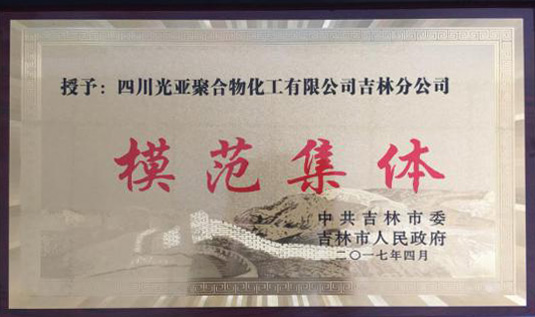 授予：四川光亚聚合物化工有限公司吉林分公司
模范集体
中共吉林市委
吉林市人民政府
二〇一七年四月